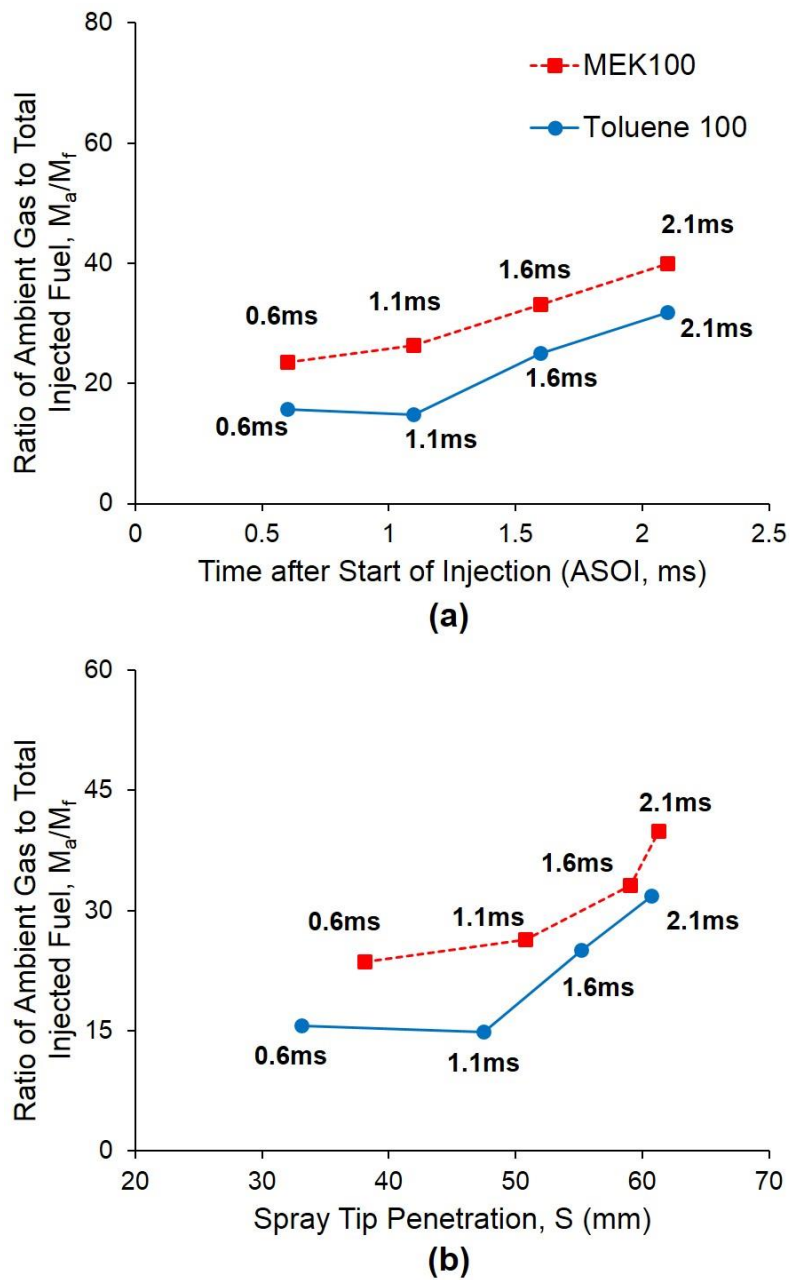 80
60
40
20
0
Ratio of Ambient Gas to Total
Injected Fuel, Ma/Mf
MEK100
Toluene 100
0.6ms
1.1ms
1.6ms
2.1ms
0.6ms
1.1ms
1.6ms
2.1ms
0 0.5 1 1.5 2 2.5
Time after Start of Injection (ASOI, ms)
(a)
60
45
30
15
0
Ratio of Ambient Gas to Total
Injected Fuel, Ma/Mf
0.6ms
1.1ms
1.6ms
2.1ms
0.6ms
1.1ms
1.6ms
2.1ms
20 30 40 50 60 70
Spray Tip Penetration, S (mm)
(b)